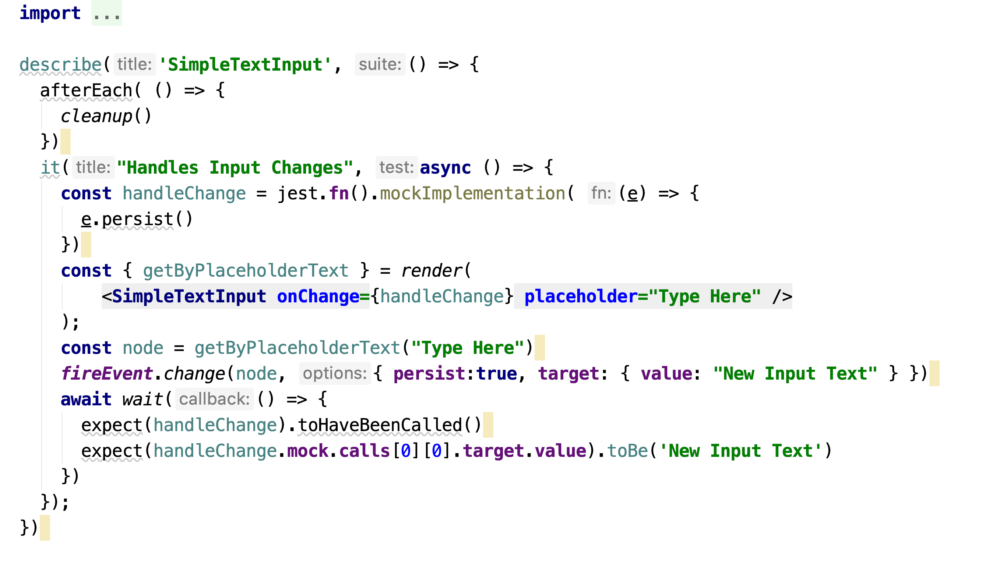 import ...
describe( title: 'SimpleTextInput', suite: () => {
afterEach( () => {
cleanup()
})
it( title: "Handles Input Changes", test: async () => {
const handleChange = jest.fn().mockImplementation( fn: (e) => {
e.persist()
})
const { getByPlaceholderText } = render(
<SimpleTextInput onChange={handleChange} placeholder="Type Here" />
);
const node = getByPlaceholderText("Type Here")
fireEvent.change(node, options: { persist:true, target: { value: "New Input Text" } })
await wait( callback: () => {
expect(handleChange).toHaveBeenCalled()
expect(handleChange.mock.calls[0][0].target.value).toBe('New Input Text')
})
});
})